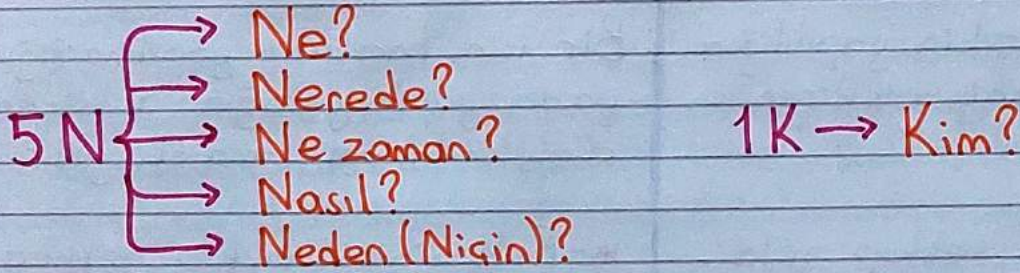 Ne?
Nerede?
5N Ne zaman? 1K → Kim?
Nasıl?
Neden (Niçin)?